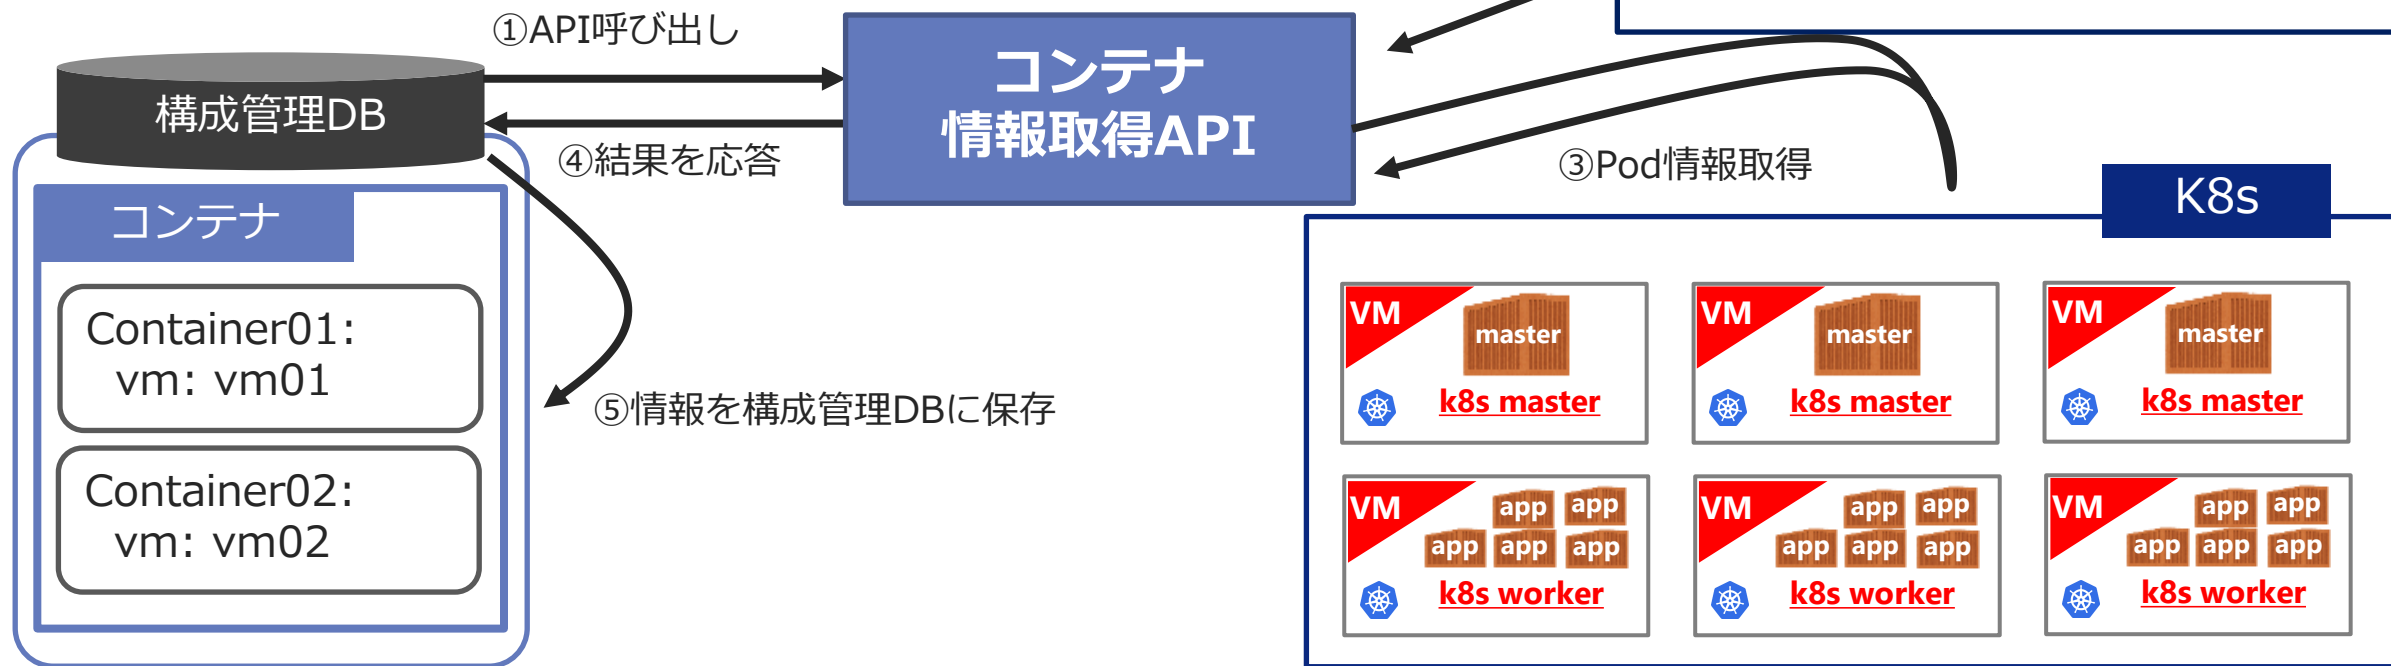 ①API呼び出し
コンテナ
情報取得API
構成管理DB
④結果を応答
③Pod情報取得
K8s
コンテナ
Container01:
vm: vm01
Container02:
vm: vm02
⑤情報を構成管理DBに保存
VM
master
k8s master
VM
master
k8s master
VM
master
k8s master
VM
app app
app app app
k8s worker
VM
app app
app app app
k8s worker
VM
app app
app app app
k8s worker